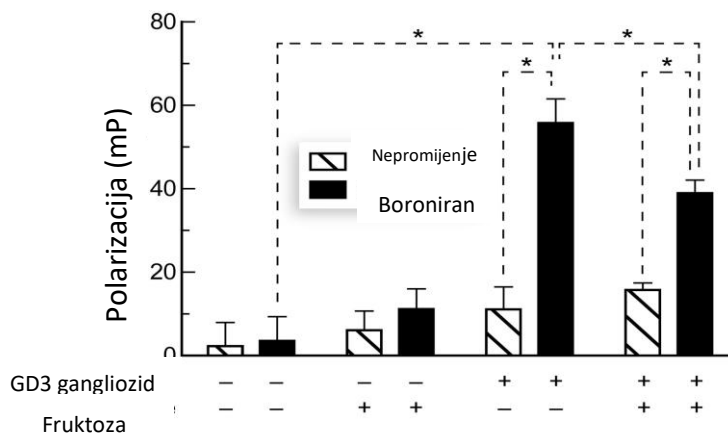 80
*
*
*
*
60
Polarizacija (mP)
Nepromijenje
40
Boroniran
20
0
GD3 gangliozid – – – – + + + +
Fruktoza – – + + – – + +